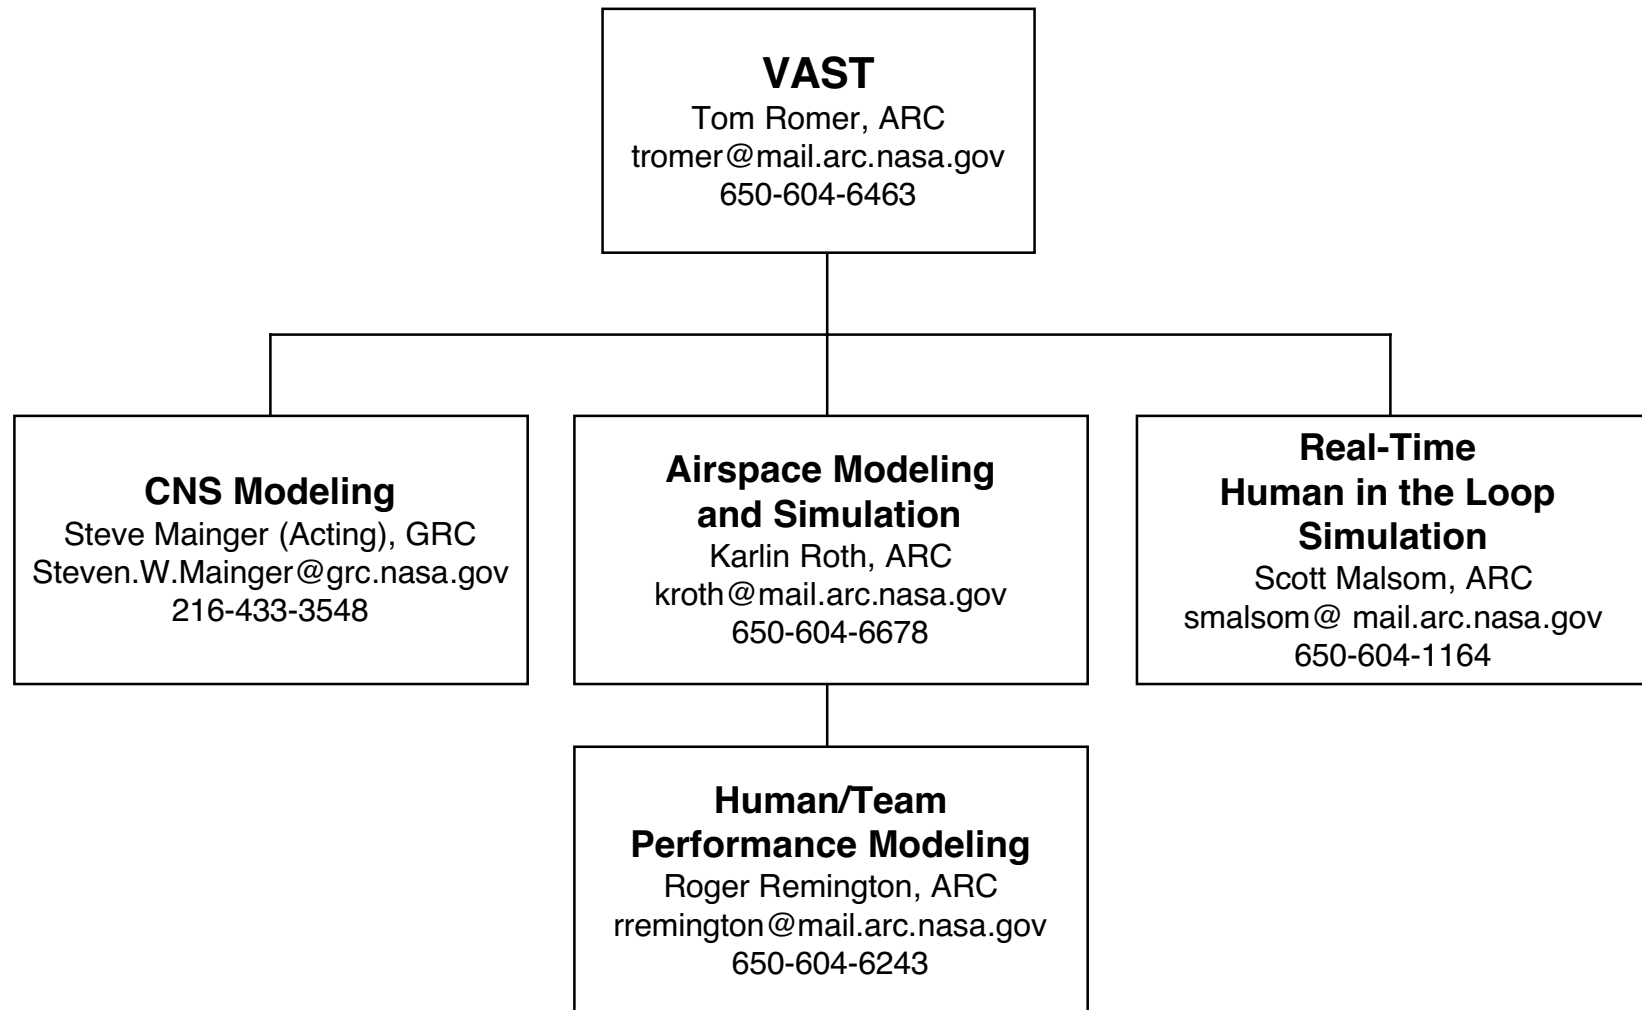 VAST
Tom Romer, ARC
tromer@mail.arc.nasa.gov
650-604-6463
CNS Modeling
Steve Mainger (Acting), GRC
Steven.W.Mainger@grc.nasa.gov
216-433-3548
Airspace Modeling
and Simulation
Karlin Roth, ARC
kroth@mail.arc.nasa.gov
650-604-6678
Real-Time
Human in the Loop
Simulation
Scott Malsom, ARC
smalsom@ mail.arc.nasa.gov
650-604-1164
Human/Team
Performance Modeling
Roger Remington, ARC
rremington@mail.arc.nasa.gov
650-604-6243